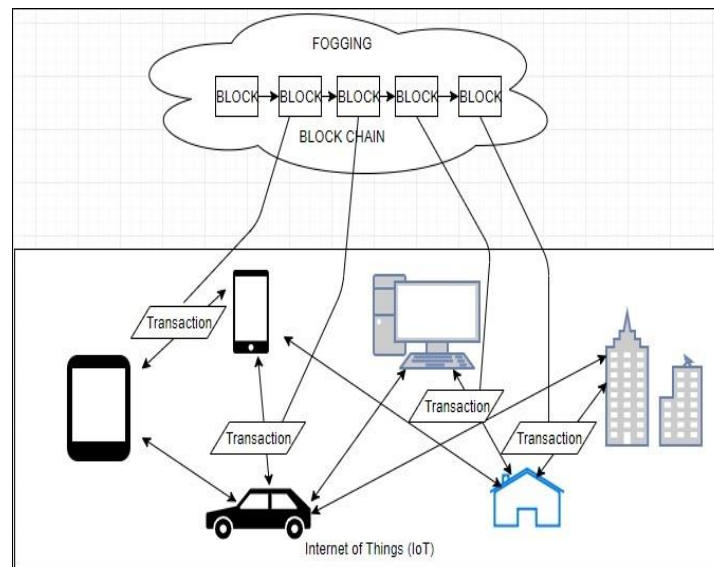 FOGGING
BLOCK BLOCK BLOCK BLOCK BLOCK
BLOCK CHAIN
Transaction
Transaction
Transaction
Transaction
Internet of Things (IoT)